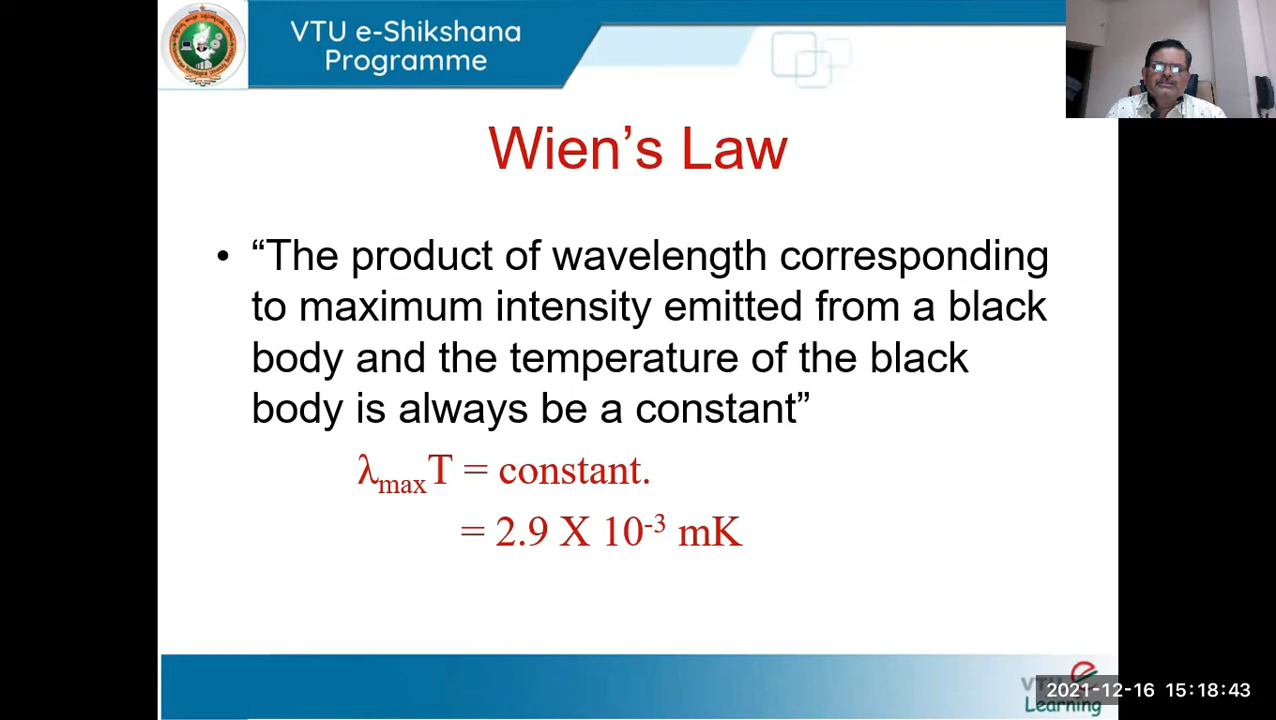 VTU e-Shikshana
Programme
Wien’s Law
• “The product of wavelength corresponding
to maximum intensity emitted from a black
body and the temperature of the black
body is always be a constant”
λmaxT = constant.
= 2.9 X 10-3 mK
VTU e
2021-12-16 15:18:43
Learning